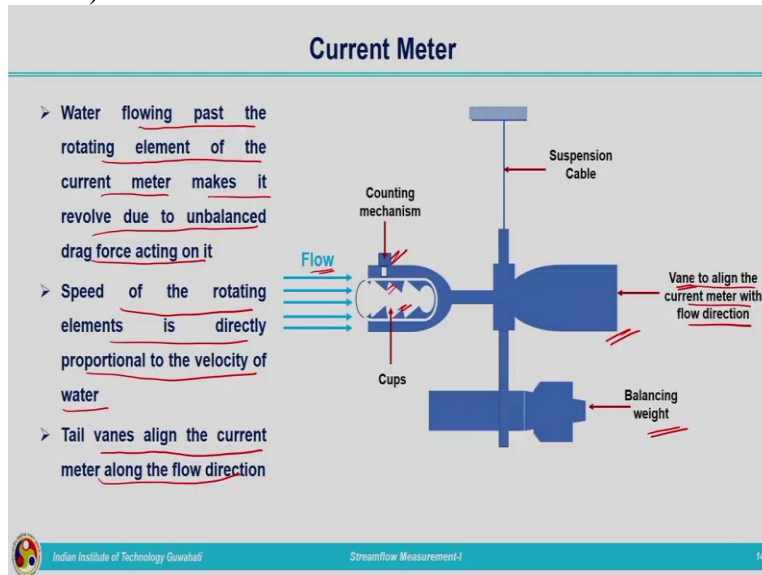 Current Meter
➢ Water flowing past the
rotating element of the
current meter makes it
revolve due to unbalanced
drag force acting on it
➢ Speed of the rotating
elements is directly
proportional to the velocity of
water
➢ Tail vanes align the current
meter along the flow direction
Suspension
Cable
Counting
mechanism
Flow
Vane to align the
current meter with
flow direction
Cups
Balancing
weight
Indian Institute of Technology Guwahati
Streamflow Measurement-I